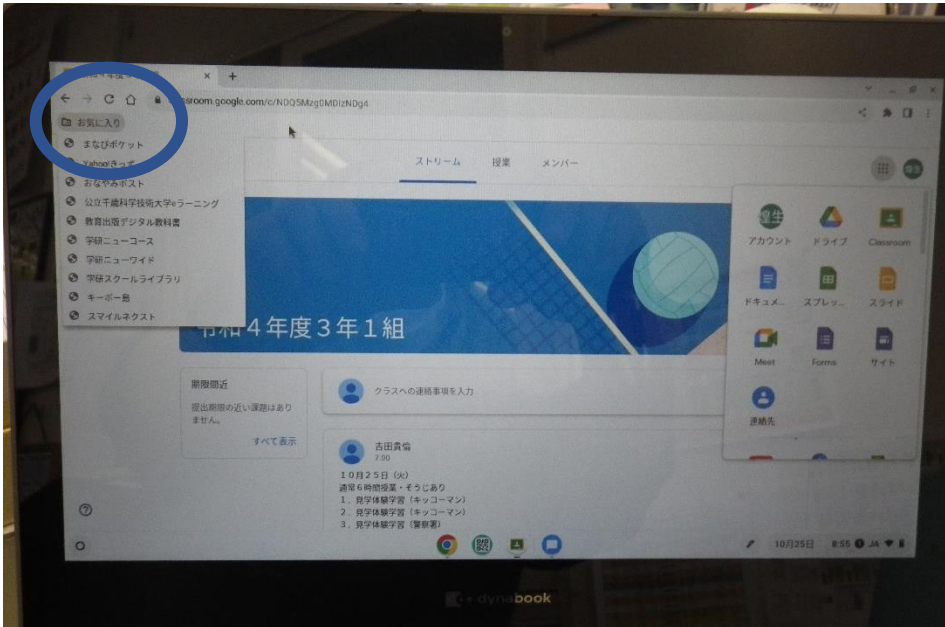 ssroom.google.com/c/NDQ5Mzg0MDIzNDg4
お気に入り
まなびポケット
Yahoo!きっず
おなやみポスト
公立千歳科学技術大学eラーニング
教育出版デジタル教科書
学研ニューコース
学研ニューワイド
学研スクールライブラリ
キーボー島
スマイルネクスト
ストリーム 授業 メンバー
煌生
アカウント ドライブ Classroom
ドキュメ... スプレッ... スライド
Meet Forms サイト
連絡先
令和4年度3年1組
期限間近
提出期限の近い課題はあり
ません。
すべて表示
クラスへの連絡事項を入力
吉田貴倫
7:00
10月25日（火）
通常6時間授業・そうじあり
1．見学体験学習（キッコーマン）
2．見学体験学習（キッコーマン）
3．見学体験学習（警察署）
10月25日 8:55 JA
dynabook